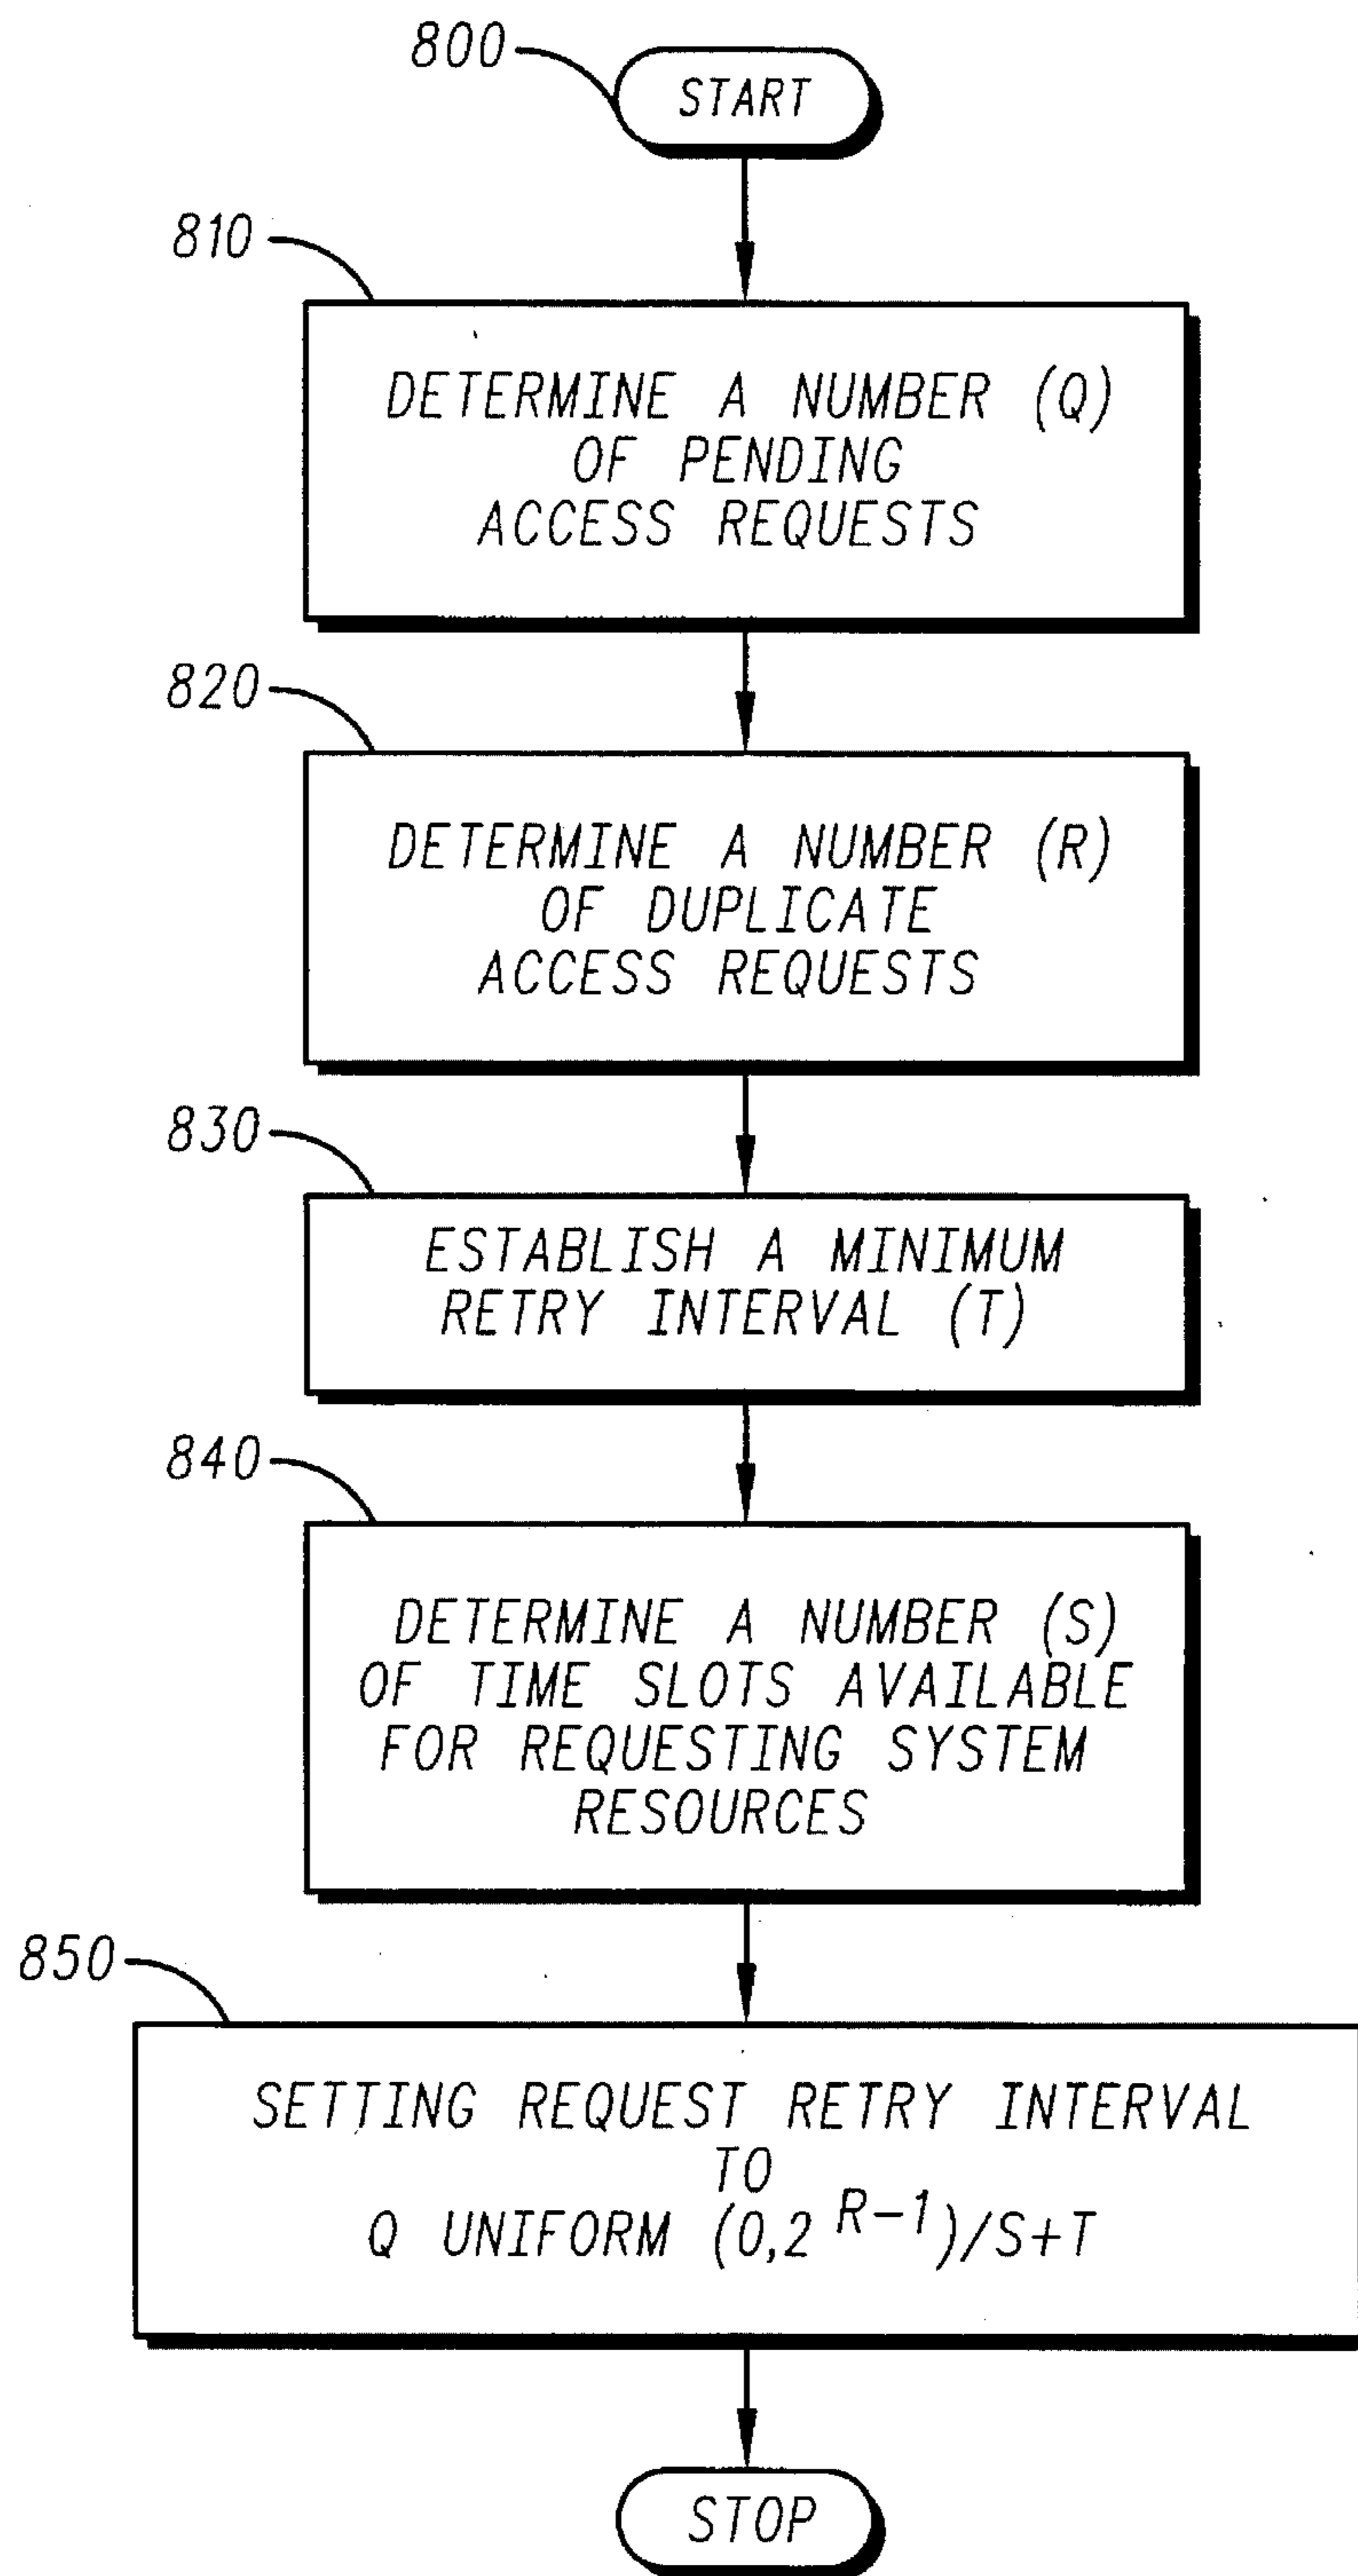 800
START
810
DETERMINE A NUMBER (Q)
OF PENDING
ACCESS REQUESTS
820
DETERMINE A NUMBER (R)
OF DUPLICATE
ACCESS REQUESTS
830
ESTABLISH A MINIMUM
RETRY INTERVAL (T)
840
DETERMINE A NUMBER (S)
OF TIME SLOTS AVAILABLE
FOR REQUESTING SYSTEM
RESOURCES
850
SETTING REQUEST RETRY INTERVAL
TO
Q UNIFORM (0,2 R-1)/S+T
STOP